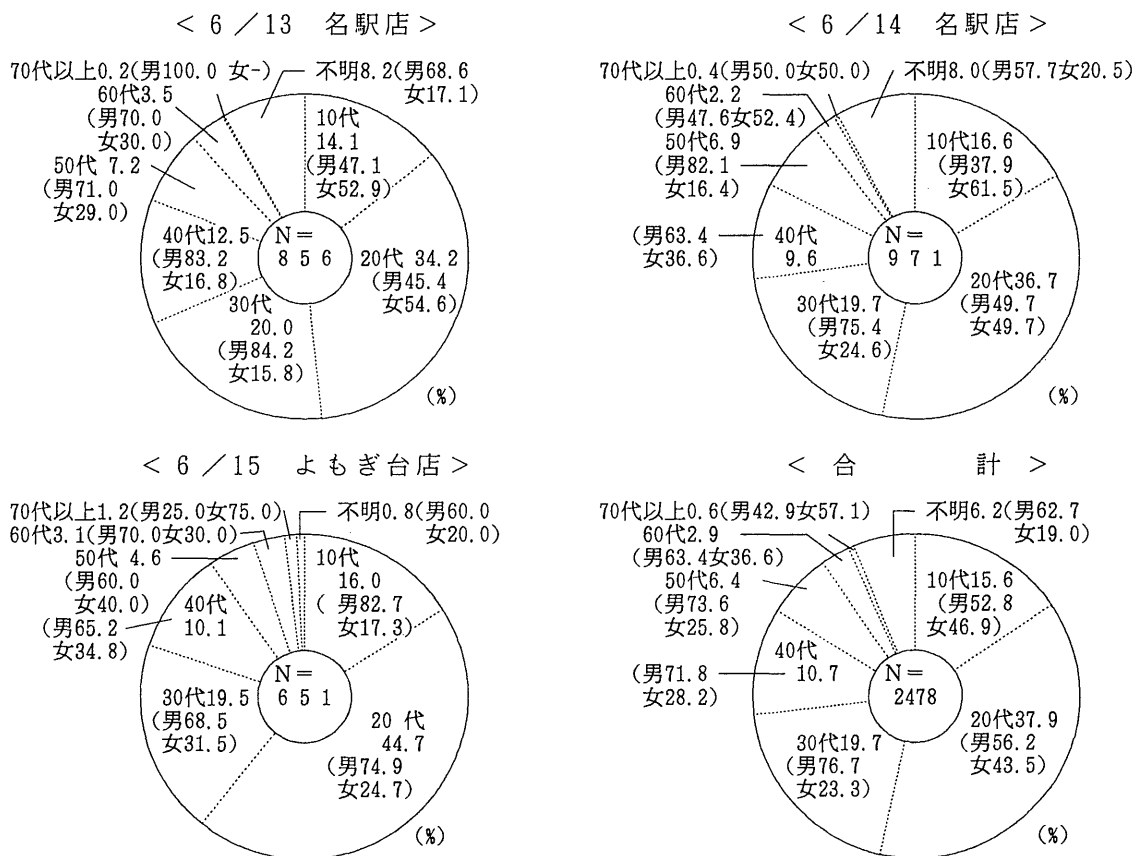 < 6 ／13 名駅店 >
70代以上0.2(男100.0 女-)
不明8.2(男68.6
女17.1)
60代3.5
(男70.0
女30.0)
50代 7.2
(男71.0
女29.0)
10代
14.1
(男47.1
女52.9)
40代12.5
(男83.2
女16.8)
N＝
8 5 6
20代 34.2
(男45.4
女54.6)
30代
20.0
(男84.2
女15.8)
(%)
< 6 ／14 名駅店 >
70代以上0.4(男50.0女50.0)
不明8.0(男57.7女20.5)
60代2.2
(男47.6女52.4)
50代6.9
(男82.1
女16.4)
10代16.6
(男37.9
女61.5)
(男63.4
女36.6)
40代
9.6
N＝
9 7 1
20代36.7
(男49.7
女49.7)
30代19.7
(男75.4
女24.6)
(%)
< 6 ／15 よもぎ台店 >
70代以上1.2(男25.0女75.0)
不明0.8(男60.0
女20.0)
60代3.1(男70.0女30.0)
50代 4.6
(男60.0
女40.0)
10代
16.0
( 男82.7
女17.3)
40代
10.1
(男65.2
女34.8)
N＝
6 5 1
30代19.5
(男68.5
女31.5)
20 代
44.7
(男74.9
女24.7)
(%)
< 合 計 >
70代以上0.6(男42.9女57.1)
不明6.2(男62.7
女19.0)
60代2.9
(男63.4女36.6)
50代6.4
(男73.6
女25.8)
10代15.6
(男52.8
女46.9)
40代
10.7
(男71.8
女28.2)
N＝
2478
20代37.9
(男56.2
女43.5)
30代19.7
(男76.7
女23.3)
(%)